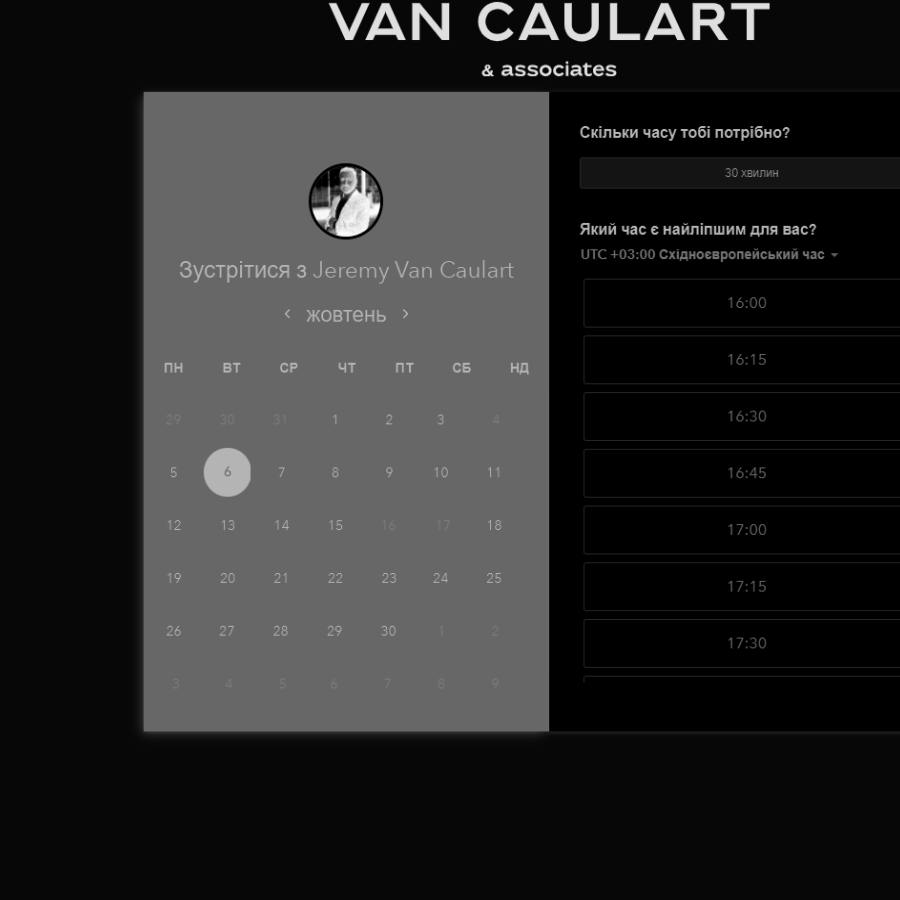 VAN CAULART
& associates
Зустрітися з Jeremy Van Caulart
жовтень
ПН ВТ СР ЧТ ПТ СБ НД
29 30 31 1 2 3 4
5 6 7 8 9 10 11
12 13 14 15 16 17 18
19 20 21 22 23 24 25
26 27 28 29 30 1 2
3 4 5 6 7 8 9
Скільки часу тобі потрібно?
30 хвилин
Який час є найліпшим для вас?
UTC +03:00 Східноєвропейський час
16:00
16:15
16:30
16:45
17:00
17:15
17:30